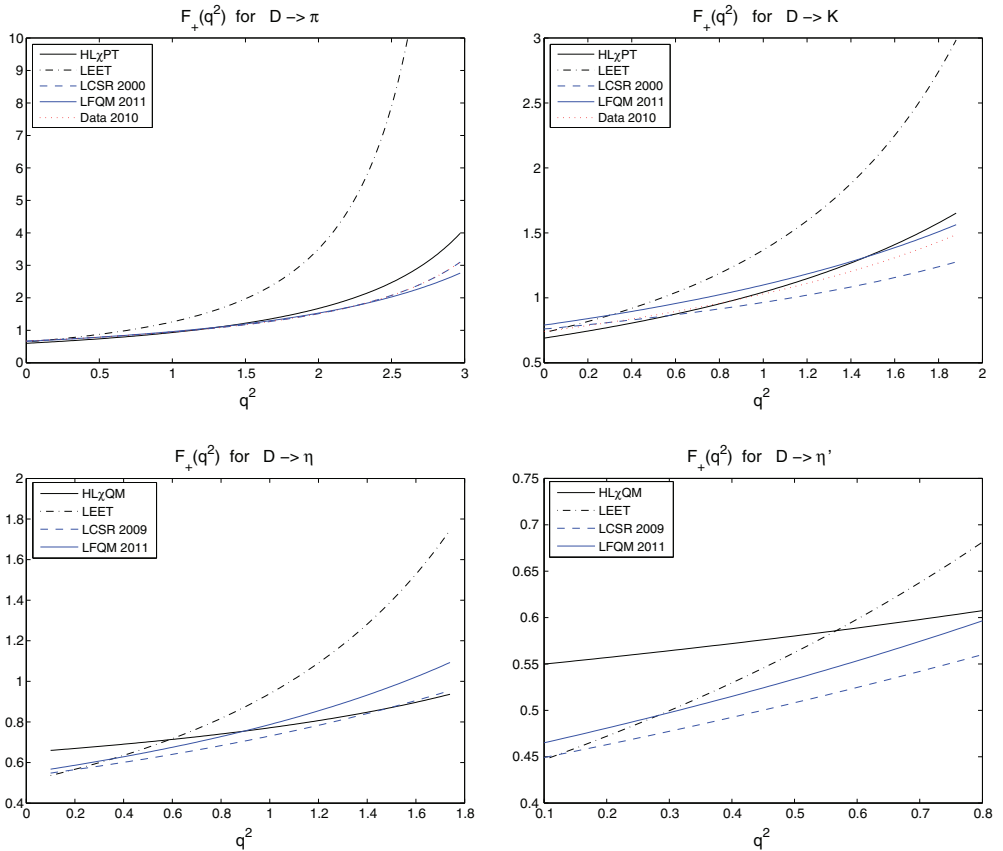 F+(q²) for D −> π
10
9
8
7
6
5
4
3
2
1
0
HLχPT
LEET
LCSR 2000
LFQM 2011
Data 2010
0 0.5 1 1.5 2 2.5 3
q²
F+(q²) for D −> K
3
2.5
2
1.5
1
0.5
HLχPT
LEET
LCSR 2000
LFQM 2011
Data 2010
0 0.2 0.4 0.6 0.8 1 1.2 1.4 1.6 1.8 2
q²
F+(q²) for D −> η
2
1.8
1.6
1.4
1.2
1
0.8
0.6
0.4
HLχQM
LEET
LCSR 2009
LFQM 2011
0 0.2 0.4 0.6 0.8 1 1.2 1.4 1.6 1.8
q²
F+(q²) for D −> η'
0.75
0.7
0.65
0.6
0.55
0.5
0.45
0.4
HLχQM
LEET
LCSR 2009
LFQM 2011
0.1 0.2 0.3 0.4 0.5 0.6 0.7 0.8
q²